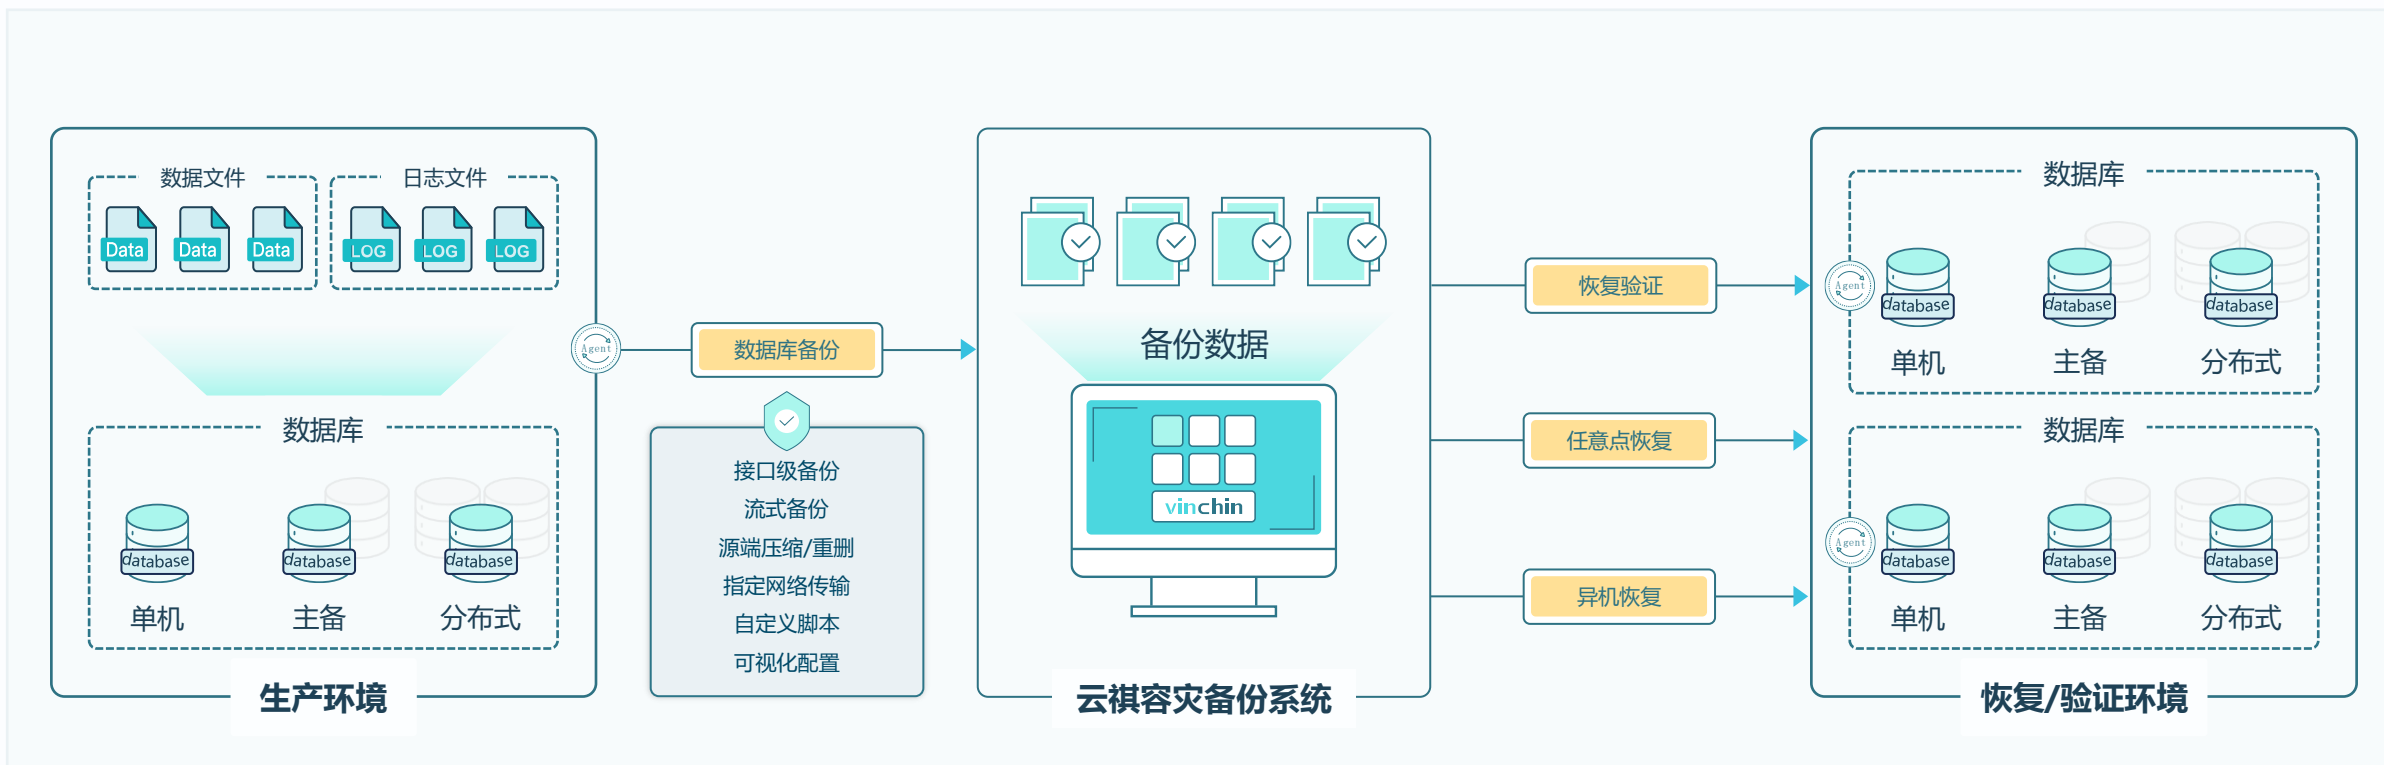 数据文件
日志文件
Data
Data
Data
LOG
LOG
LOG
数据库
database
database
database
单机
主备
分布式
生产环境
Agent
数据库备份
接口级备份
流式备份
源端压缩/重删
指定网络传输
自定义脚本
可视化配置
备份数据
vinchin
云祺容灾备份系统
恢复验证
任意点恢复
异机恢复
数据库
Agent
database
database
database
单机
主备
分布式
数据库
Agent
database
database
database
单机
主备
分布式
恢复/验证环境